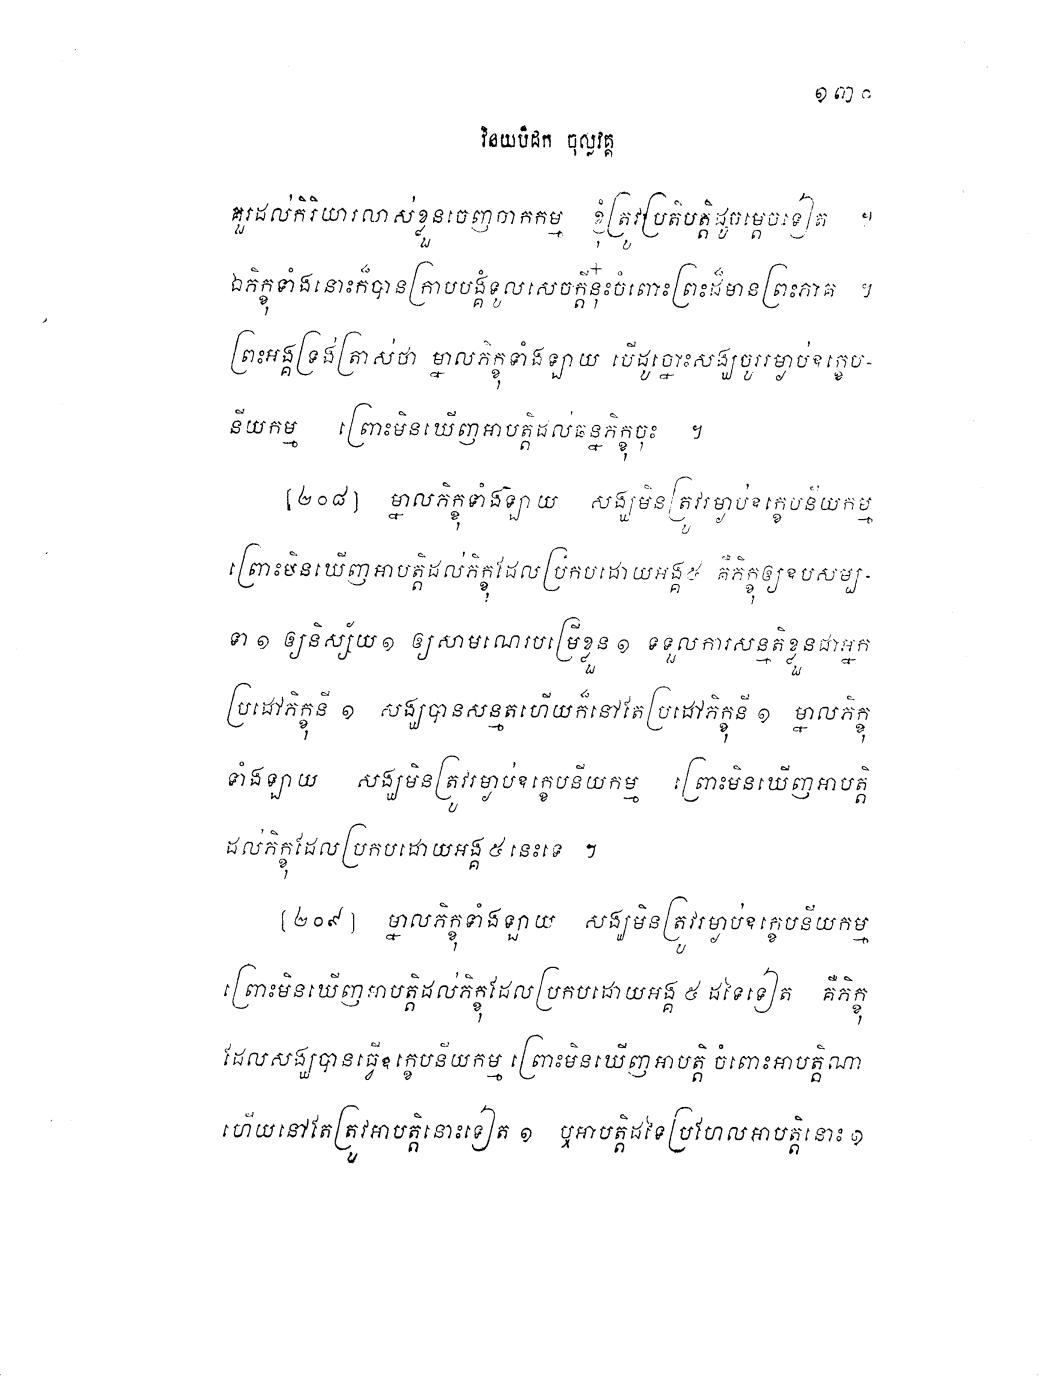 ១៣១
វិនយបិដក ចុល្លវគ្គ
គួរដល់កិរិយារលាស់ខ្លួនចេញចាកកម្ម ខ្ញុំត្រូវប្រតិបត្តិដូចម្តេចទៀត ។
ឯភិក្ខុទាំងនោះក៏បានក្រាបបង្គំទូលសេចក្តីនុ៎ះចំពោះព្រះដ៏មានព្រះភាគ ។
ព្រះអង្គទ្រង់ត្រាស់ថា ម្នាលភិក្ខុទាំងឡាយ បើដូច្នោះសង្ឃចូររម្ងាប់ឧក្ខេប-
នីយកម្ម ព្រោះមិនឃើញអាបត្តិដល់ឆន្នភិក្ខុចុះ ។
[២០៨] ម្នាលភិក្ខុទាំងឡាយ សង្ឃមិនត្រូវរម្ងាប់ឧក្ខេបនីយកម្ម
ព្រោះមិនឃើញអាបត្តិដល់ភិក្ខុដែលប្រកបដោយអង្គ ៥ គឺភិក្ខុឲ្យឧបសម្ប-
ទា ១ ឲ្យនិស្ស័យ ១ ឲ្យសាមណេរបម្រើខ្លួន ១ ទទួលការសន្មតិខ្លួនជាអ្នក
ប្រដៅភិក្ខុនី ១ សង្ឃបានសន្មតហើយក៏នៅតែប្រដៅភិក្ខុនី ១ ម្នាលភិក្ខុ
ទាំងឡាយ សង្ឃមិនត្រូវរម្ងាប់ឧក្ខេបនីយកម្ម ព្រោះមិនឃើញអាបត្តិ
ដល់ភិក្ខុដែលប្រកបដោយអង្គ ៥ នេះទេ ។
[២០៩] ម្នាលភិក្ខុទាំងឡាយ សង្ឃមិនត្រូវរម្ងាប់ឧក្ខេបនីយកម្ម
ព្រោះមិនឃើញអាបត្តិដល់ភិក្ខុដែលប្រកបដោយអង្គ ៥ ដទៃទៀត គឺភិក្ខុ
ដែលសង្ឃបានធ្វើឧក្ខេបនីយកម្ម ព្រោះមិនឃើញអាបត្តិ ចំពោះអាបត្តិណា
ហើយនៅតែត្រូវអាបត្តិនោះទៀត ១ ឬអាបត្តិដទៃប្រហែលអាបត្តិនោះ ១